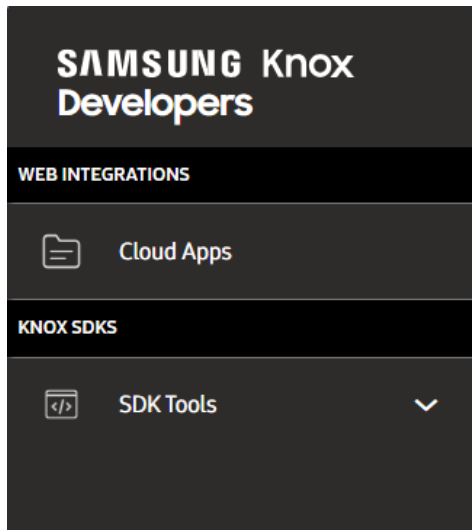 SAMSUNG Knox
Developers
WEB INTEGRATIONS
Cloud Apps
KNOX SDKS
</> SDK Tools